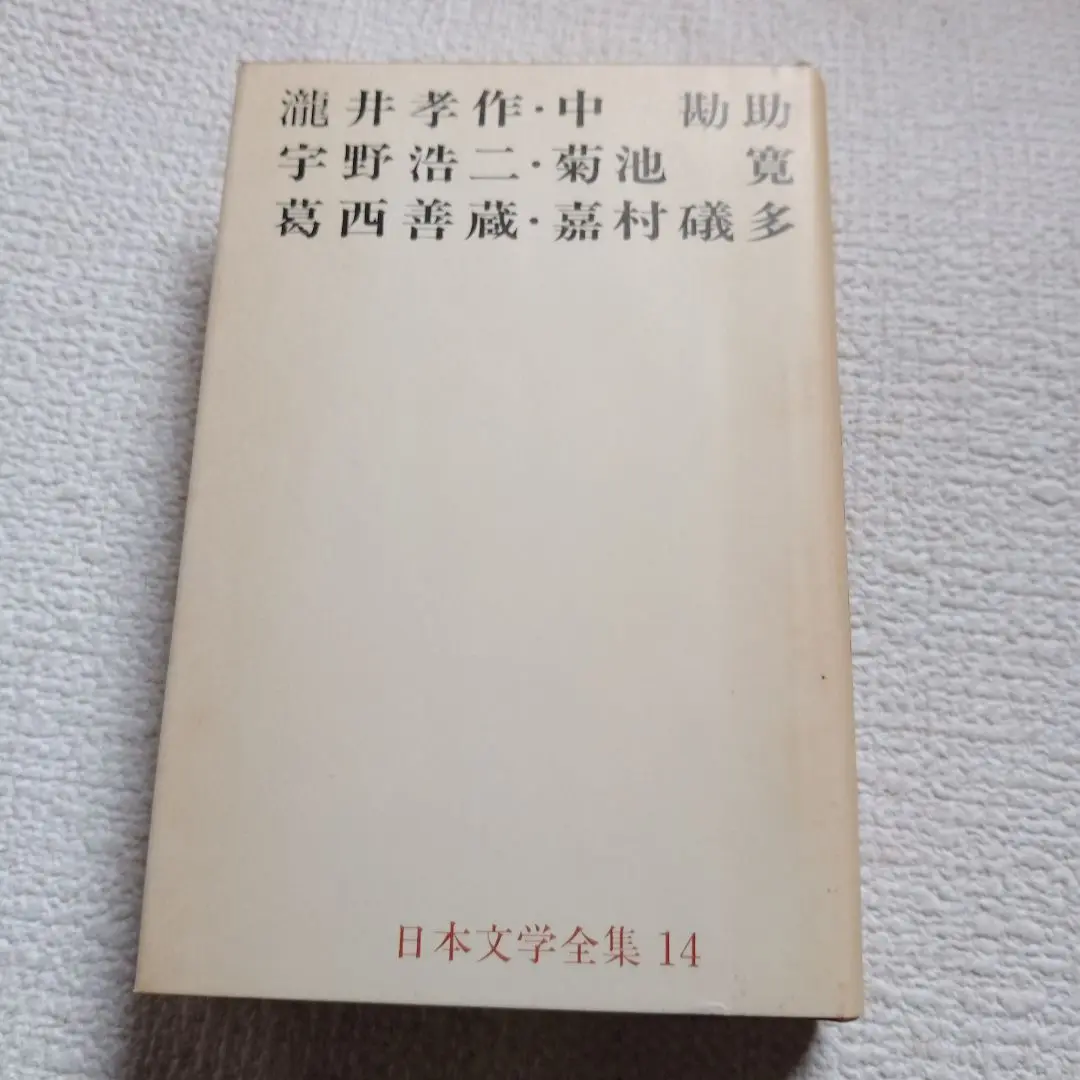 瀧井孝作・中 勘助
宇野浩二・菊池 寛
葛西善蔵・嘉村礒多
日本文学全集 14